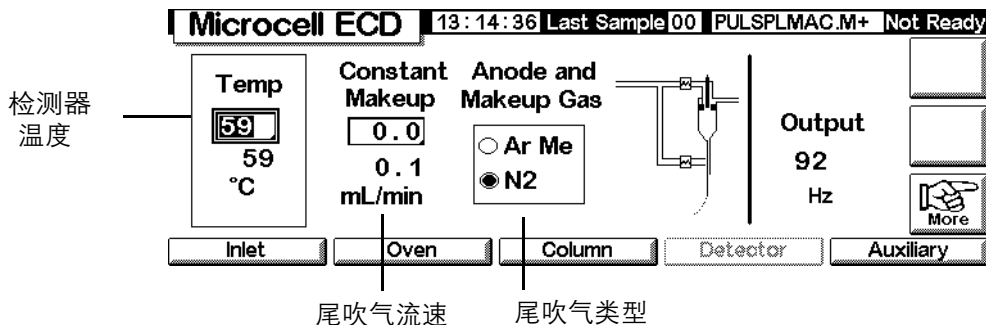 Microcell ECD 13:14:36 Last Sample 00 PULSPLMAC.M+ Not Ready
检测器
温度
Temp
59
59
°C
Constant
Makeup
0.0
0.1
mL/min
Anode and
Makeup Gas
Ar Me
N2
Output
92
Hz
More
Inlet Oven Column Detector Auxiliary
尾吹气流速 尾吹气类型